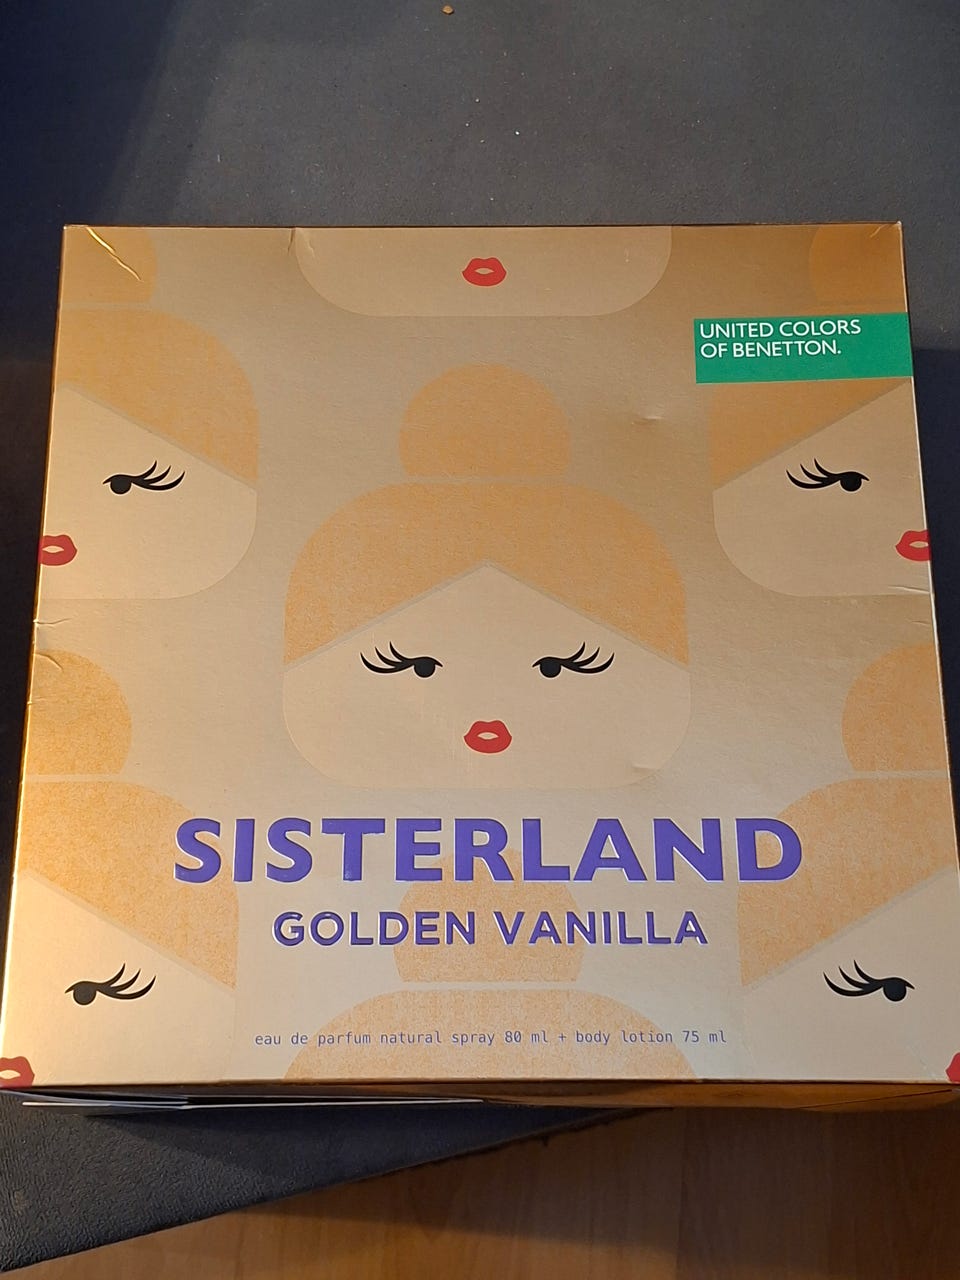 UNITED COLORS
OF BENETTON.
SISTERLAND
GOLDEN VANILLA
eau de parfum natural spray 80 ml + body lotion 75 ml